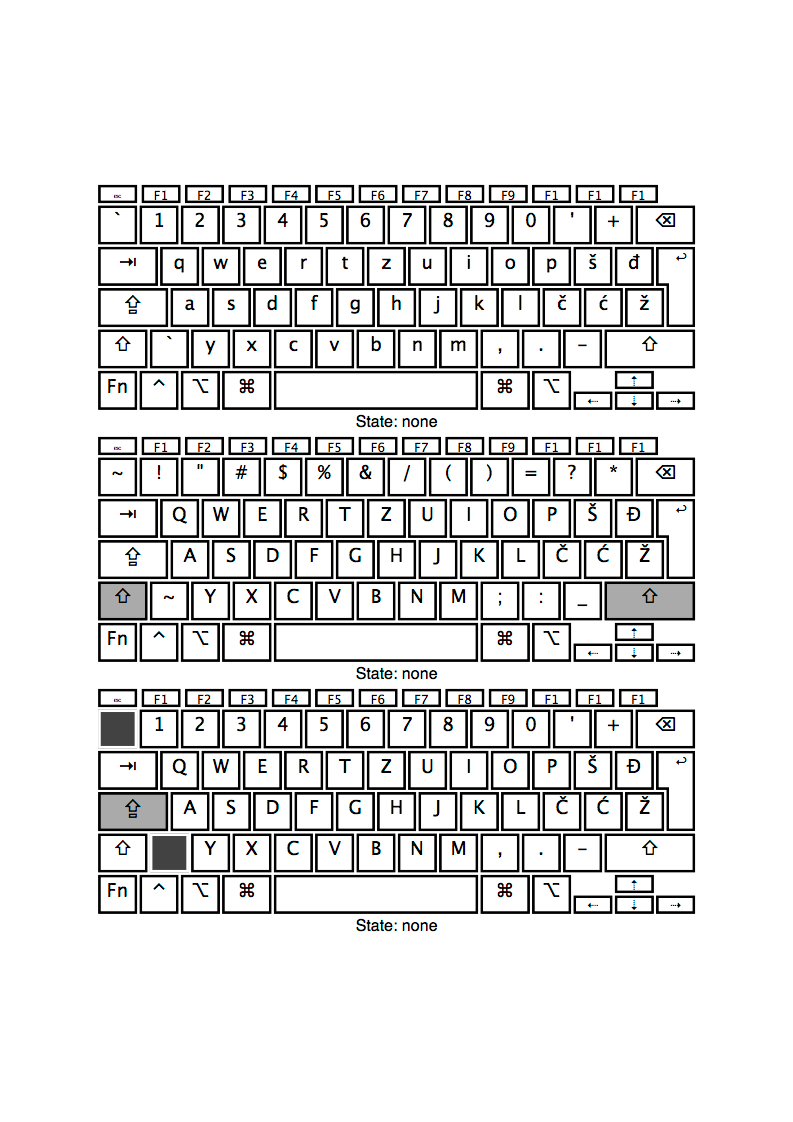 esc F1 F2 F3 F4 F5 F6 F7 F8 F9 F1 F1 F1
` 1 2 3 4 5 6 7 8 9 0 ' + ⌫
⇥ q w e r t z u i o p š đ ↩
⇪ a s d f g h j k l č ć ž
⇧ ` y x c v b n m , . - ⇧
Fn ^ ⌥ ⌘ ⌘ ⌥ ⇠ ⇡ ⇣ ⇢
State: none
esc F1 F2 F3 F4 F5 F6 F7 F8 F9 F1 F1 F1
~ ! " # $ % & / ( ) = ? * ⌫
⇥ Q W E R T Z U I O P Š Đ ↩
⇪ A S D F G H J K L Č Ć Ž
⇧ ~ Y X C V B N M ; : _ ⇧
Fn ^ ⌥ ⌘ ⌘ ⌥ ⇠ ⇡ ⇣ ⇢
State: none
esc F1 F2 F3 F4 F5 F6 F7 F8 F9 F1 F1 F1
1 2 3 4 5 6 7 8 9 0 ' + ⌫
⇥ Q W E R T Z U I O P Š Đ ↩
⇪ A S D F G H J K L Č Ć Ž
⇧ Y X C V B N M , . - ⇧
Fn ^ ⌥ ⌘ ⌘ ⌥ ⇠ ⇡ ⇣ ⇢
State: none